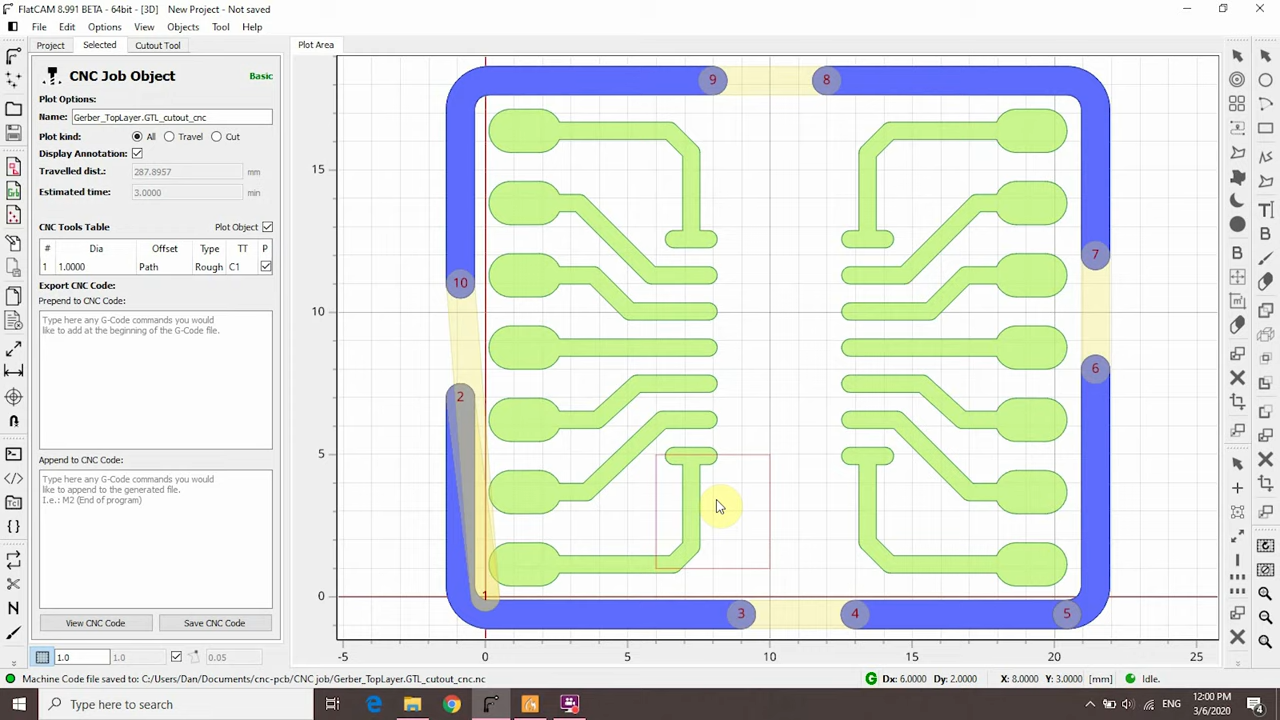 FlatCAM 8.991 BETA - 64bit - [3D]    New Project - Not saved
File Edit Options View Objects Tool Help
Project Selected Cutout Tool
Plot Area
CNC Job Object Basic
Plot Options:
Name: Gerber_TopLayer.GTL_cutout_cnc
Plot kind: All Travel Cut
Display Annotation:
Travelled dist.: 287.8957 mm
Estimated time: 3.0000 min
CNC Tools Table Plot Object
# Dia Offset Type TT P
1 1.0000 Path Rough C1
Export CNC Code:
Prepend to CNC Code:
Type here any G-Code commands you would
like to add at the beginning of the G-Code file.
Append to CNC Code:
Type here any G-Code commands you would
like to append to the generated file.
I.e.: M2 (End of program)
View CNC Code Save CNC Code
1.0 1.0 0.05
9 8
15
7
10
10
6
2
5
0
1
3 4 5
-5 0 5 10 15 20 25
Machine Code file saved to: C:/Users/Dan/Documents/cnc-pcb/CNC job/Gerber_TopLayer.GTL_cutout_cnc.nc
G Dx: 6.0000 Dy: 2.0000 X: 8.0000 Y: 3.0000 [mm] Idle.
Type here to search
12:00 PM
3/6/2020